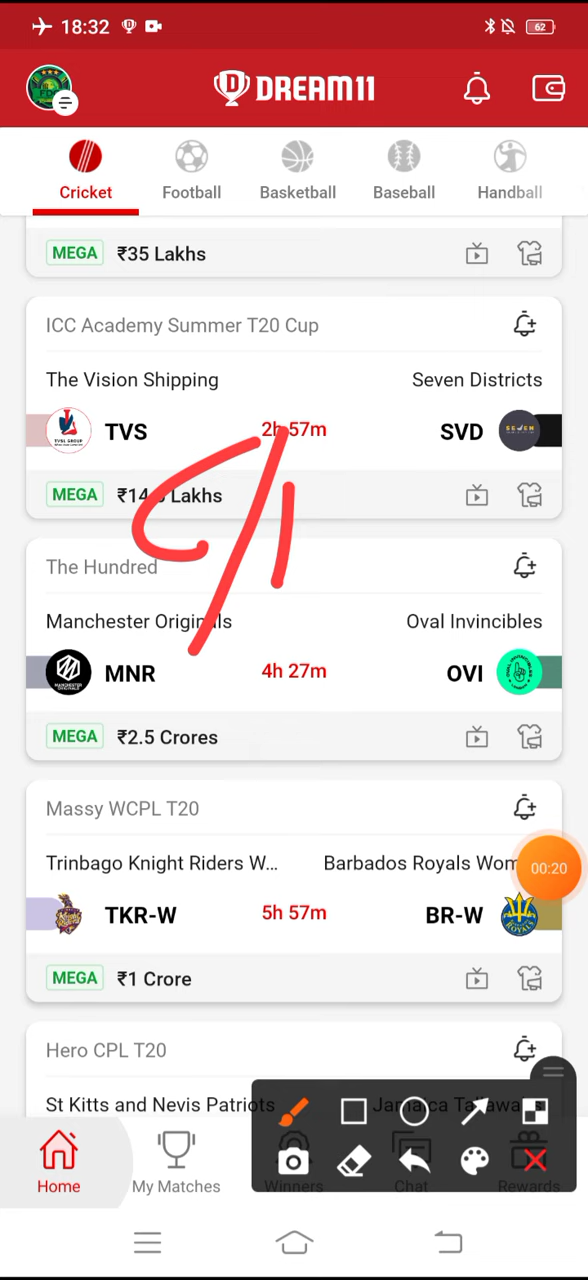 18:32
62
DREAM11
Cricket Football Basketball Baseball Handball
MEGA ₹35 Lakhs
ICC Academy Summer T20 Cup
The Vision Shipping Seven Districts
TVS 2h 57m SVD
MEGA Lakhs
The Hundred
Manchester Originals Oval Invincibles
MNR 4h 27m OVI
MEGA ₹2.5 Crores
Massy WCPL T20
Trinbago Knight Riders W... Barbados Royals Wom
00:20
TKR-W 5h 57m BR-W
MEGA ₹1 Crore
Hero CPL T20
St Kitts and Nevis Patriots Jamaica Tallawa
Home My Matches Winners Chat Rewards